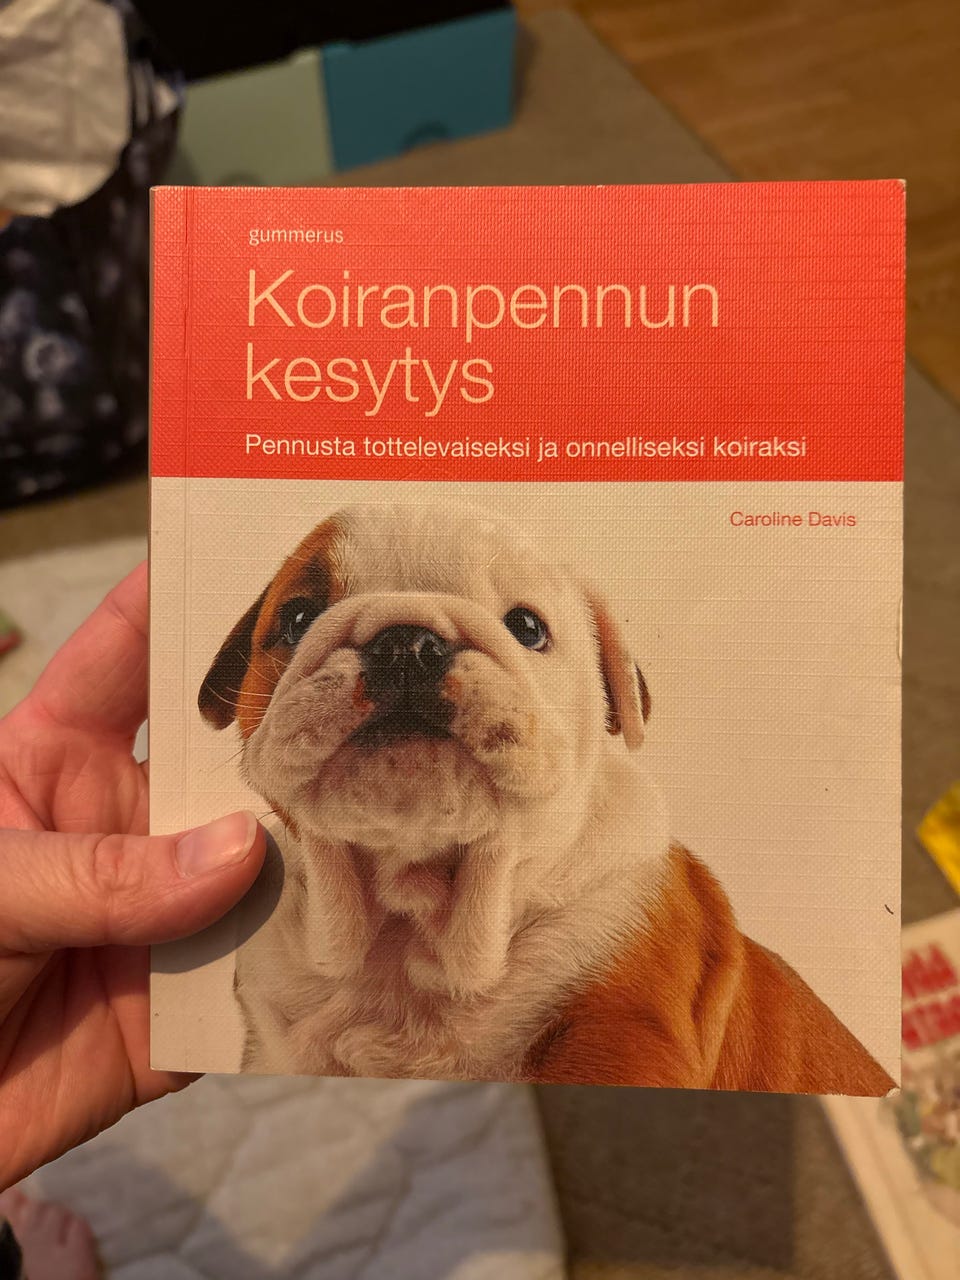 gummerus
Koiranpennun
kesytys
Pennusta tottelevaiseksi ja onnelliseksi koiraksi
Caroline Davis